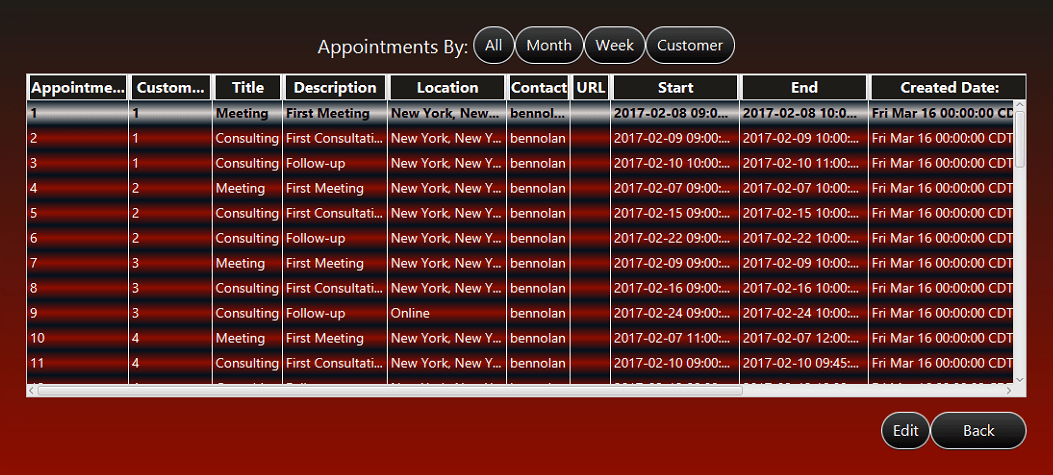 Appointments By: All Month Week Customer
Appointme... Custom... Title Description Location Contact URL Start End Created Date:
1 1 Meeting First Meeting New York, New... bennol... 2017-02-08 09:0... 2017-02-08 10:0... Fri Mar 16 00:00:00 CD
2 1 Consulting First Consultati... New York, New Y... bennolan 2017-02-09 09:00:... 2017-02-09 10:00:... Fri Mar 16 00:00:00 CDT
3 1 Consulting Follow-up New York, New Y... bennolan 2017-02-10 10:00:... 2017-02-10 11:00:... Fri Mar 16 00:00:00 CDT
4 2 Meeting First Meeting New York, New Y... bennolan 2017-02-07 09:00:... 2017-02-07 10:00:... Fri Mar 16 00:00:00 CDT
5 2 Consulting First Consultati... New York, New Y... bennolan 2017-02-15 09:00:... 2017-02-15 10:00:... Fri Mar 16 00:00:00 CDT
6 2 Consulting Follow-up New York, New Y... bennolan 2017-02-22 09:00:... 2017-02-22 10:00:... Fri Mar 16 00:00:00 CDT
7 3 Meeting First Meeting New York, New Y... bennolan 2017-02-09 09:00:... 2017-02-09 10:00:... Fri Mar 16 00:00:00 CDT
8 3 Consulting First Consultati... New York, New Y... bennolan 2017-02-16 09:00:... 2017-02-16 10:00:... Fri Mar 16 00:00:00 CDT
9 3 Consulting Follow-up Online bennolan 2017-02-24 09:00:... 2017-02-24 10:00:... Fri Mar 16 00:00:00 CDT
10 4 Meeting First Meeting New York, New Y... bennolan 2017-02-07 11:00:... 2017-02-07 12:00:... Fri Mar 16 00:00:00 CDT
11 4 Consulting First Consultati... New York, New Y... bennolan 2017-02-10 09:00:... 2017-02-10 09:45:... Fri Mar 16 00:00:00 CDT
Edit Back